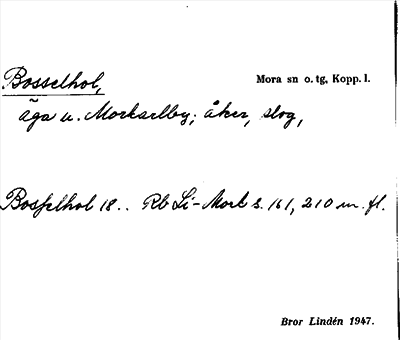 Bosselhol,
Mora sn o. tg, Kopp. l.
äga u. Morkarlby; åker, slog,
Bosselhol 18.. Rb Li-Mork s. 161, 210 m. fl.
Bror Lindén 1947.